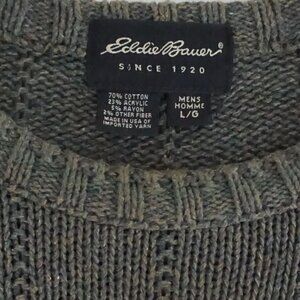 Eddie Bauer®
SINCE 1920
70% COTTON
23% ACRYLIC
5% RAYON
2% OTHER FIBER
MADE IN USA OF
IMPORTED YARN
MENS
HOMME
L/G